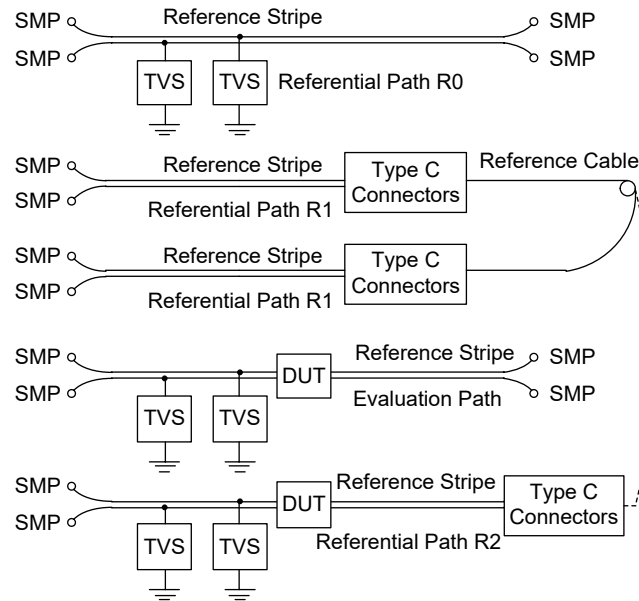 SMP Reference Stripe SMP
SMP SMP
TVS TVS Referential Path R0
SMP Reference Stripe Type C Connectors Reference Cable
SMP Referential Path R1
SMP Reference Stripe Type C Connectors
SMP Referential Path R1
SMP DUT Reference Stripe SMP
SMP Evaluation Path SMP
TVS TVS
SMP DUT Reference Stripe Type C Connectors
SMP Referential Path R2
TVS TVS